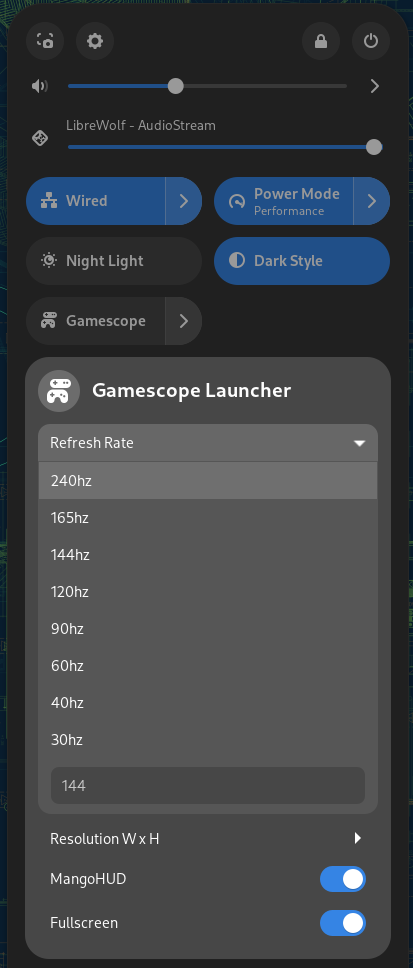 LibreWolf - AudioStream
Wired
Power Mode
Performance
Night Light
Dark Style
Gamescope
Gamescope Launcher
Refresh Rate
240hz
165hz
144hz
120hz
90hz
60hz
40hz
30hz
144
Resolution W x H
MangoHUD
Fullscreen